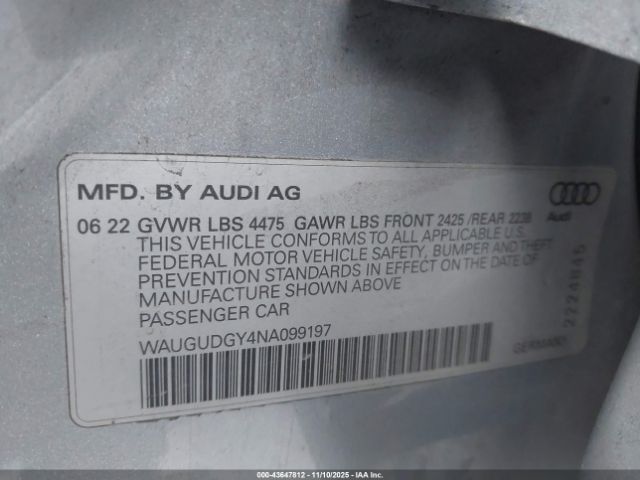 MFD. BY AUDI AG
Audi
06 22 GVWR LBS 4475 GAWR LBS FRONT 2425 /REAR
THIS VEHICLE CONFORMS TO ALL APPLICABLE U.S.
FEDERAL MOTOR VEHICLE SAFETY, BUMPER AND THEFT
PREVENTION STANDARDS IN EFFECT ON THE DATE OF
MANUFACTURE SHOWN ABOVE
PASSENGER CAR
WAUGUDGY4NA099197
000-43647812 - 11/10/2025 - IAA Inc.